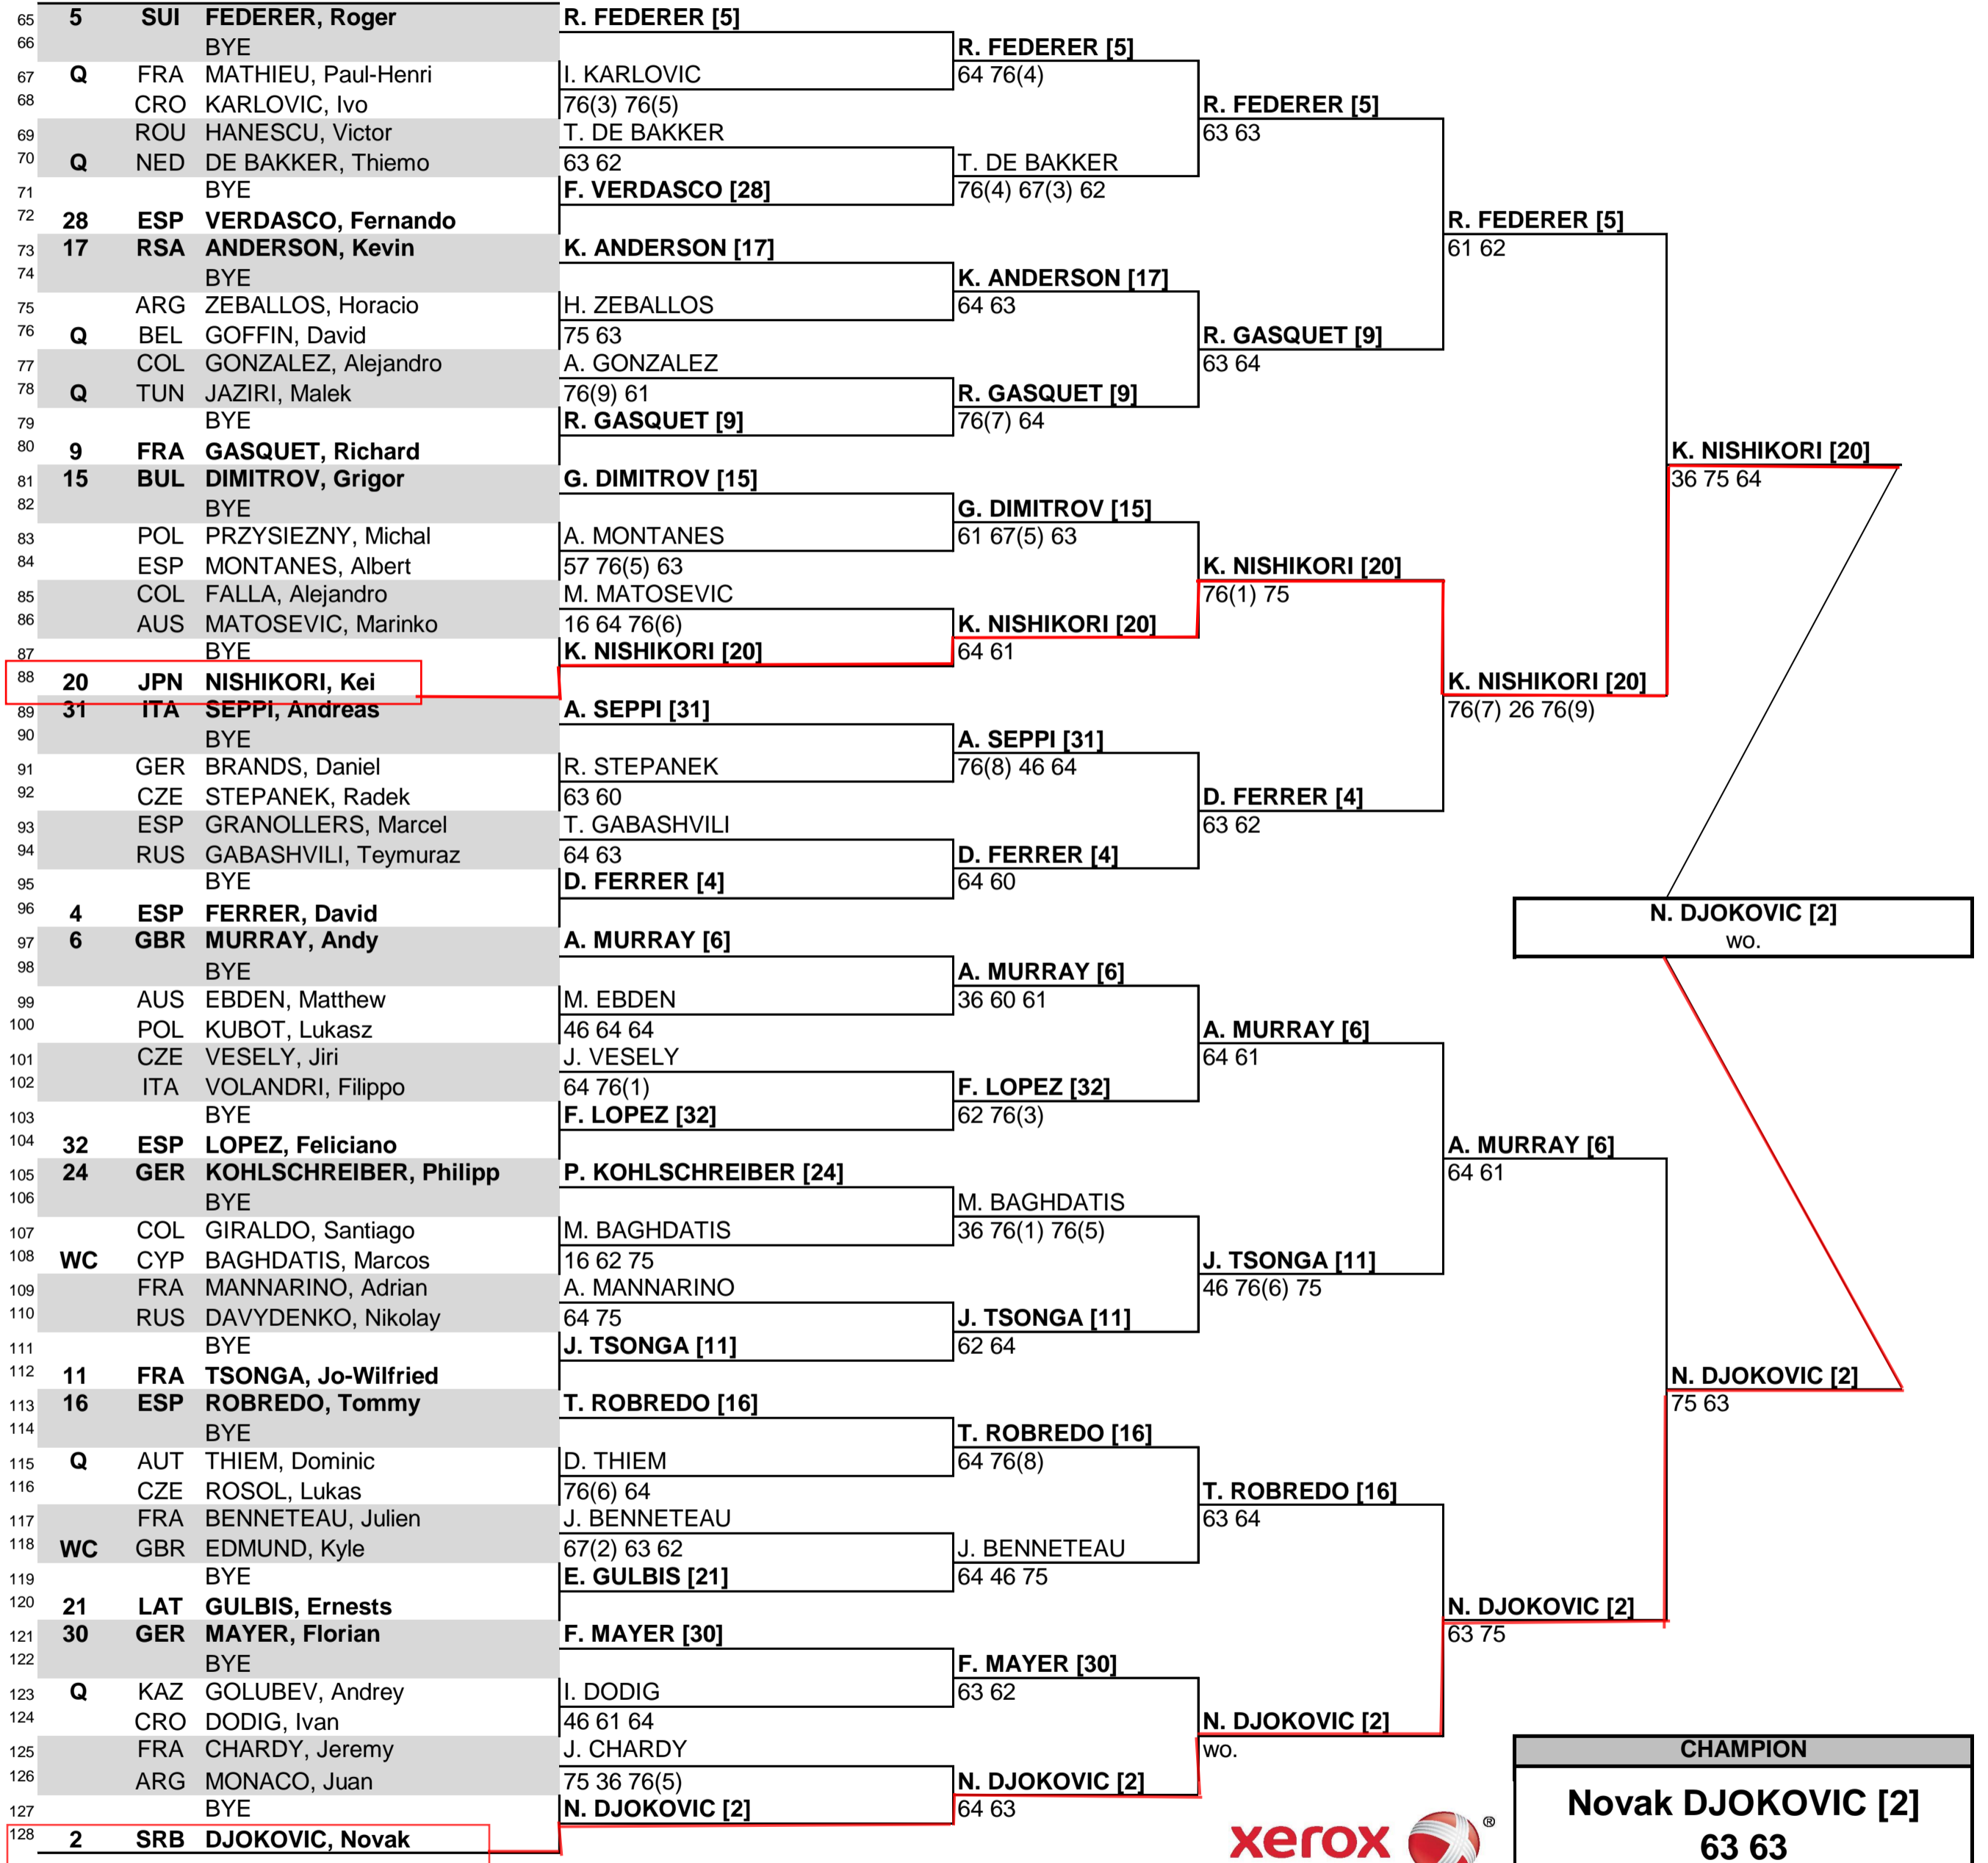 65 5 SUI FEDERER, Roger
66 BYE
67 Q FRA MATHIEU, Paul-Henri
68 CRO KARLOVIC, Ivo
69 ROU HANESCU, Victor
70 Q NED DE BAKKER, Thiemo
71 BYE
72 28 ESP VERDASCO, Fernando
73 17 RSA ANDERSON, Kevin
74 BYE
75 ARG ZEBALLOS, Horacio
76 Q BEL GOFFIN, David
77 COL GONZALEZ, Alejandro
78 Q TUN JAZIRI, Malek
79 BYE
80 9 FRA GASQUET, Richard
81 15 BUL DIMITROV, Grigor
82 BYE
83 POL PRZYSIEZNY, Michal
84 ESP MONTANES, Albert
85 COL FALLA, Alejandro
86 AUS MATOSEVIC, Marinko
87 BYE
88 20 JPN NISHIKORI, Kei
89 31 ITA SEPPI, Andreas
90 BYE
91 GER BRANDS, Daniel
92 CZE STEPANEK, Radek
93 ESP GRANOLLERS, Marcel
94 RUS GABASHVILI, Teymuraz
95 BYE
96 4 ESP FERRER, David
97 6 GBR MURRAY, Andy
98 BYE
99 AUS EBDEN, Matthew
100 POL KUBOT, Lukasz
101 CZE VESELY, Jiri
102 ITA VOLANDRI, Filippo
103 BYE
104 32 ESP LOPEZ, Feliciano
105 24 GER KOHLSCHREIBER, Philipp
106 BYE
107 COL GIRALDO, Santiago
108 WC CYP BAGHDATIS, Marcos
109 FRA MANNARINO, Adrian
110 RUS DAVYDENKO, Nikolay
111 BYE
112 11 FRA TSONGA, Jo-Wilfried
113 16 ESP ROBREDO, Tommy
114 BYE
115 Q AUT THIEM, Dominic
116 CZE ROSOL, Lukas
117 FRA BENNETEAU, Julien
118 WC GBR EDMUND, Kyle
119 BYE
120 21 LAT GULBIS, Ernests
121 30 GER MAYER, Florian
122 BYE
123 Q KAZ GOLUBEV, Andrey
124 CRO DODIG, Ivan
125 FRA CHARDY, Jeremy
126 ARG MONACO, Juan
127 BYE
128 2 SRB DJOKOVIC, Novak
R. FEDERER [5]
I. KARLOVIC
76(3) 76(5)
T. DE BAKKER
63 62
F. VERDASCO [28]
K. ANDERSON [17]
H. ZEBALLOS
75 63
A. GONZALEZ
76(9) 61
R. GASQUET [9]
G. DIMITROV [15]
A. MONTANES
57 76(5) 63
M. MATOSEVIC
16 64 76(6)
K. NISHIKORI [20]
A. SEPPI [31]
R. STEPANEK
63 60
T. GABASHVILI
64 63
D. FERRER [4]
A. MURRAY [6]
M. EBDEN
46 64 64
J. VESELY
64 76(1)
F. LOPEZ [32]
P. KOHLSCHREIBER [24]
M. BAGHDATIS
16 62 75
A. MANNARINO
64 75
J. TSONGA [11]
T. ROBREDO [16]
D. THIEM
76(6) 64
J. BENNETEAU
67(2) 63 62
E. GULBIS [21]
F. MAYER [30]
I. DODIG
46 61 64
J. CHARDY
75 36 76(5)
N. DJOKOVIC [2]
R. FEDERER [5]
64 76(4)
T. DE BAKKER
76(4) 67(3) 62
K. ANDERSON [17]
64 63
R. GASQUET [9]
76(7) 64
G. DIMITROV [15]
61 67(5) 63
K. NISHIKORI [20]
64 61
A. SEPPI [31]
76(8) 46 64
D. FERRER [4]
64 60
A. MURRAY [6]
36 60 61
F. LOPEZ [32]
62 76(3)
M. BAGHDATIS
36 76(1) 76(5)
J. TSONGA [11]
62 64
T. ROBREDO [16]
64 76(8)
J. BENNETEAU
64 46 75
F. MAYER [30]
63 62
N. DJOKOVIC [2]
64 63
R. FEDERER [5]
63 63
R. GASQUET [9]
63 64
K. NISHIKORI [20]
76(1) 75
D. FERRER [4]
63 62
A. MURRAY [6]
64 61
J. TSONGA [11]
46 76(6) 75
T. ROBREDO [16]
63 64
N. DJOKOVIC [2]
wo.
R. FEDERER [5]
61 62
K. NISHIKORI [20]
76(7) 26 76(9)
A. MURRAY [6]
64 61
N. DJOKOVIC [2]
63 75
K. NISHIKORI [20]
36 75 64
N. DJOKOVIC [2]
75 63
N. DJOKOVIC [2]
wo.
xerox ®
CHAMPION
Novak DJOKOVIC [2]
63 63